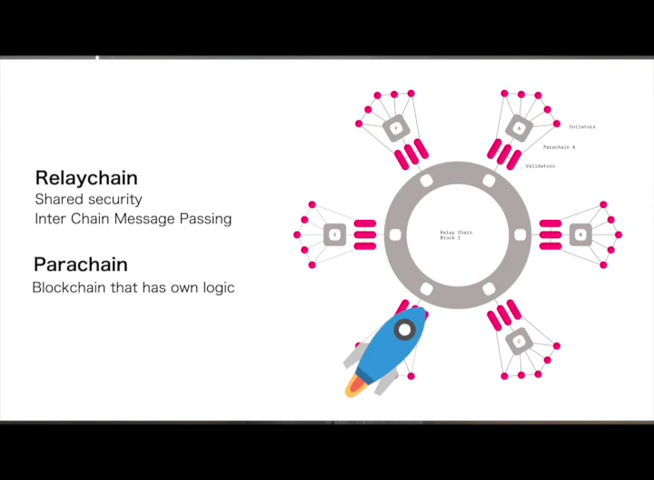 Relaychain
Shared security
Inter Chain Message Passing
Parachain
Blockchain that has own logic
Collators
Parachain A
Validators
Relay Chain
Block 1
A
B